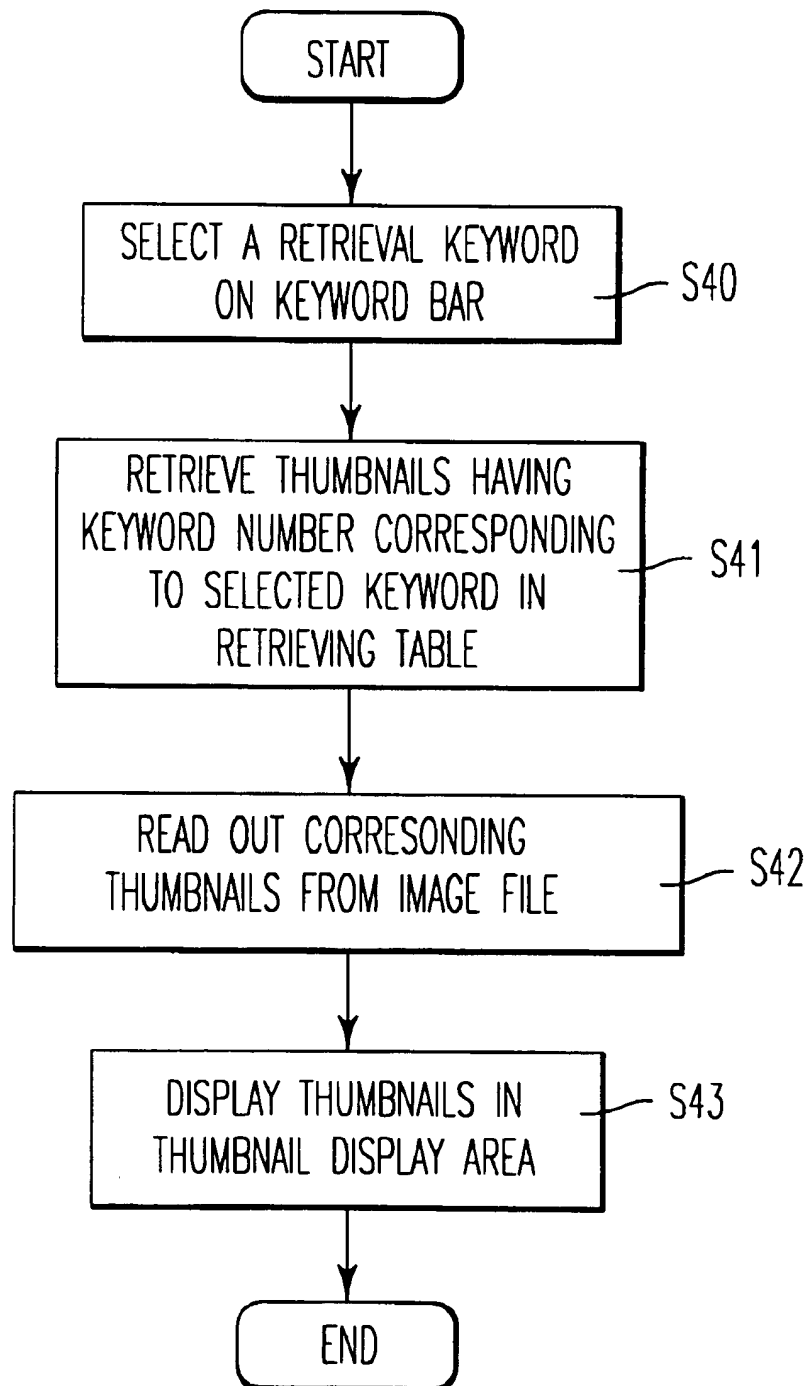 START
SELECT A RETRIEVAL KEYWORD
ON KEYWORD BAR
S40
RETRIEVE THUMBNAILS HAVING
KEYWORD NUMBER CORRESPONDING
TO SELECTED KEYWORD IN
RETRIEVING TABLE
S41
READ OUT CORRESONDING
THUMBNAILS FROM IMAGE FILE
S42
DISPLAY THUMBNAILS IN
THUMBNAIL DISPLAY AREA
S43
END